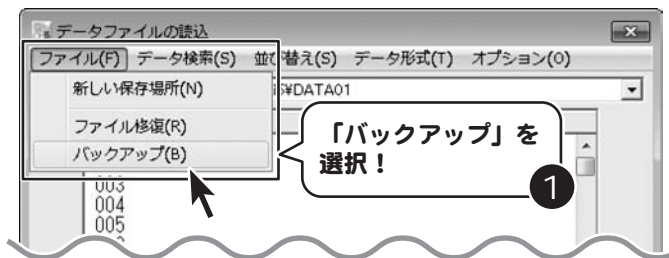 データファイルの読込
ファイル(F) データ検索(S) 並び替え(S) データ形式(T) オプション(O)
新しい保存場所(N)
¥DATA01
ファイル修復(R)
バックアップ(B)
「バックアップ」を
選択！
1
003
004
005